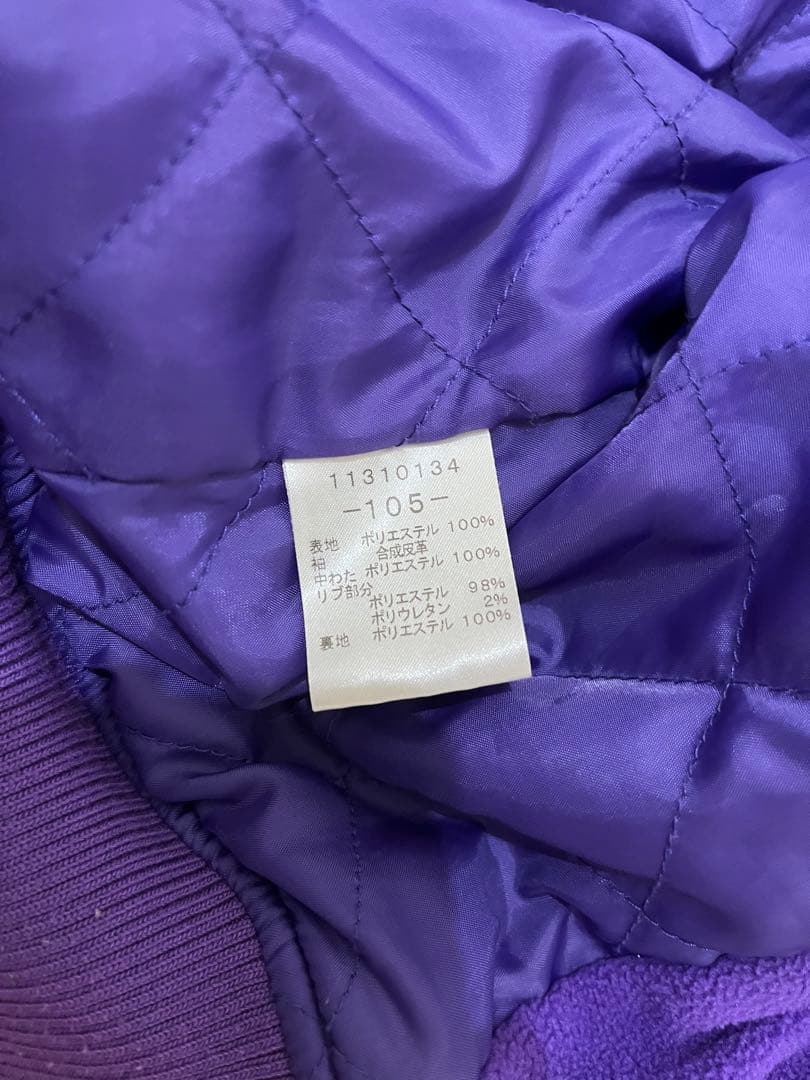 11310134
-105-
表地 ポリエステル 100%
袖 合成皮革
中わた ポリエステル 100%
リブ部分
ポリエステル 98%
ポリウレタン 2%
裏地 ポリエステル 100%